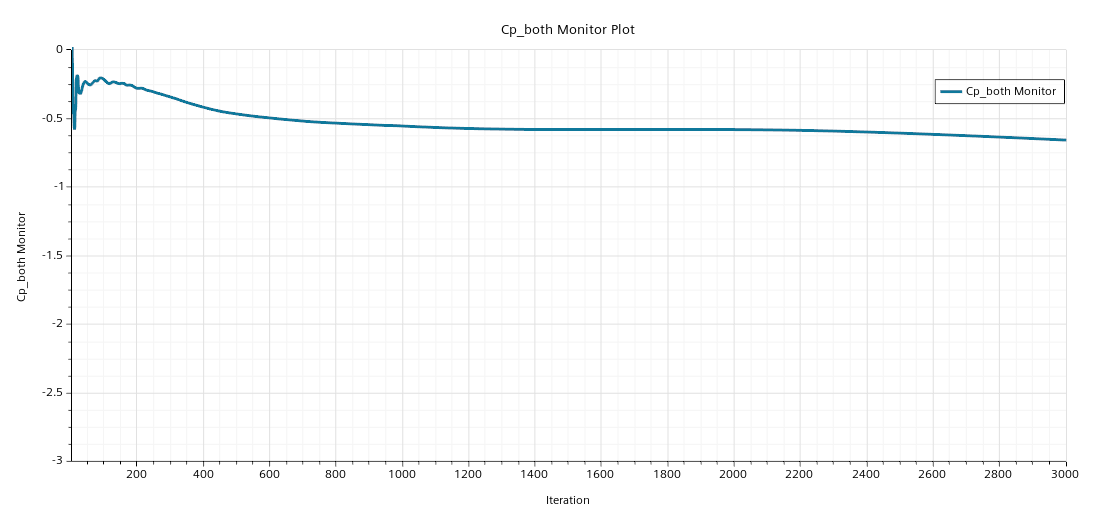 Cp_both Monitor Plot
0
-0.5
-1
-1.5
-2
-2.5
-3
Cp_both Monitor
Cp_both Monitor
200 400 600 800 1000 1200 1400 1600 1800 2000 2200 2400 2600 2800 3000
Iteration